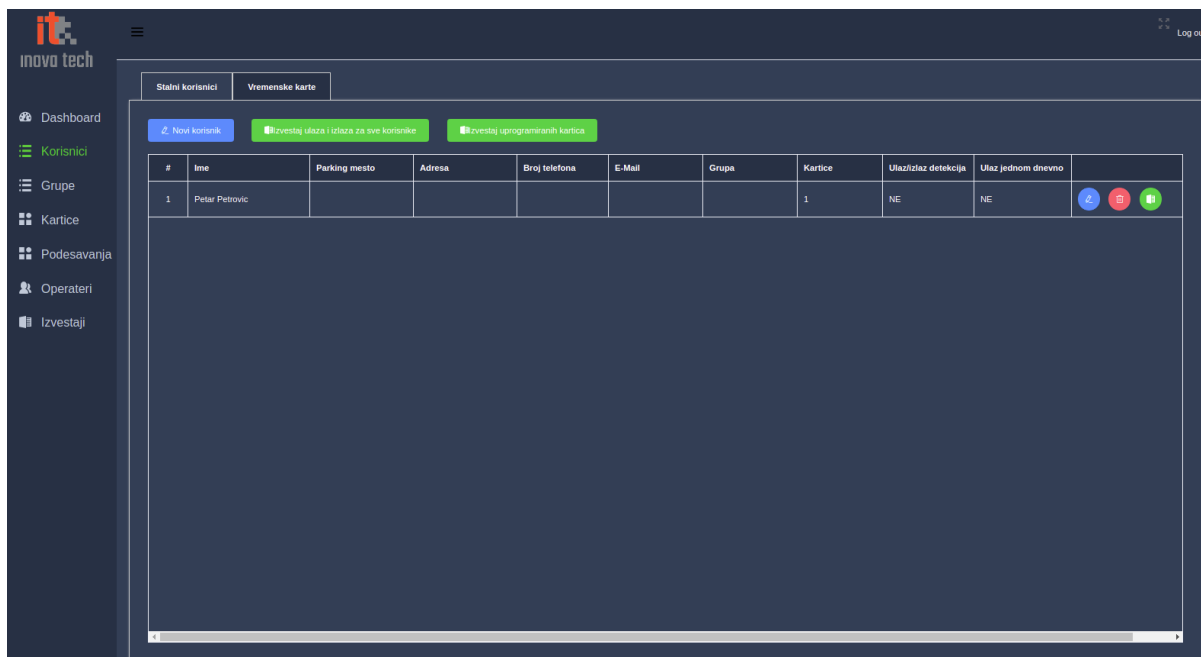 it
inova tech
Log ou
Dashboard
Korisnici
Grupe
Kartice
Podesavanja
Operateri
Izvestaji
Stalni korisnici
Vremenske karte
Novi korisnik
Izvestaj ulaza i izlaza za sve korisnike
Izvestaj uprogramiranih kartica
# Ime Parking mesto Adresa Broj telefona E-Mail Grupa Kartice Ulaz/izlaz detekcija Ulaz jednom dnevno
1 Petar Petrovic 1 NE NE